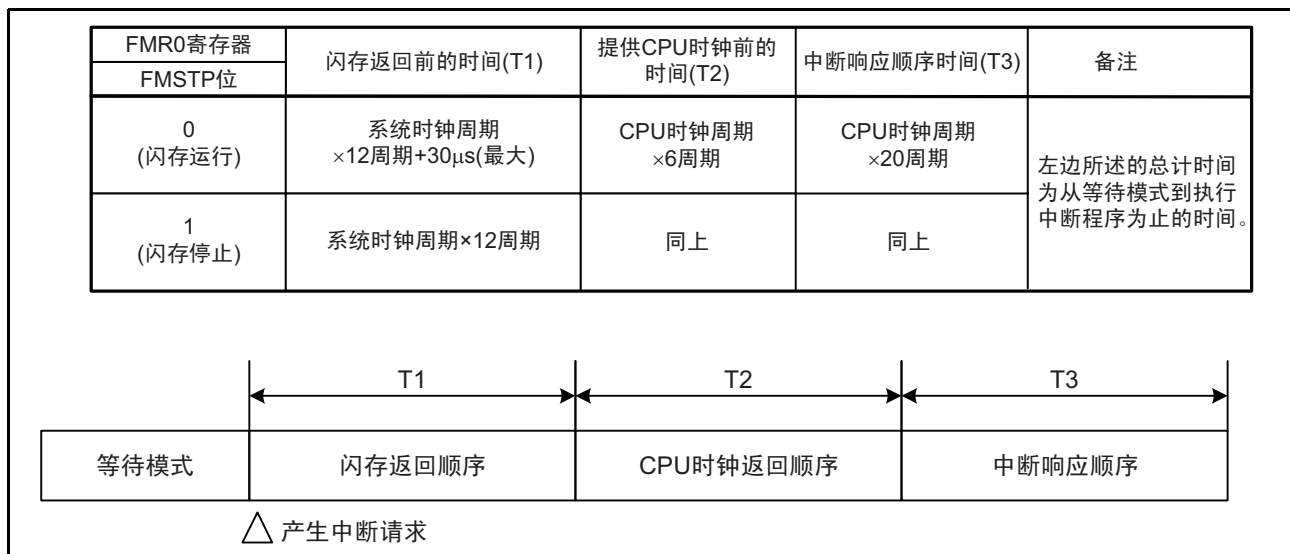 FMR0寄存器
FMSTP位
闪存返回前的时间(T1)
提供CPU时钟前的
时间(T2)
中断响应顺序时间(T3)
备注
0
(闪存运行)
系统时钟周期
×12周期+30μs(最大)
CPU时钟周期
×6周期
CPU时钟周期
×20周期
左边所述的总计时间
为从等待模式到执行
中断程序为止的时间。
1
(闪存停止)
系统时钟周期×12周期
同上
同上
T1
T2
T3
等待模式
闪存返回顺序
CPU时钟返回顺序
中断响应顺序
产生中断请求